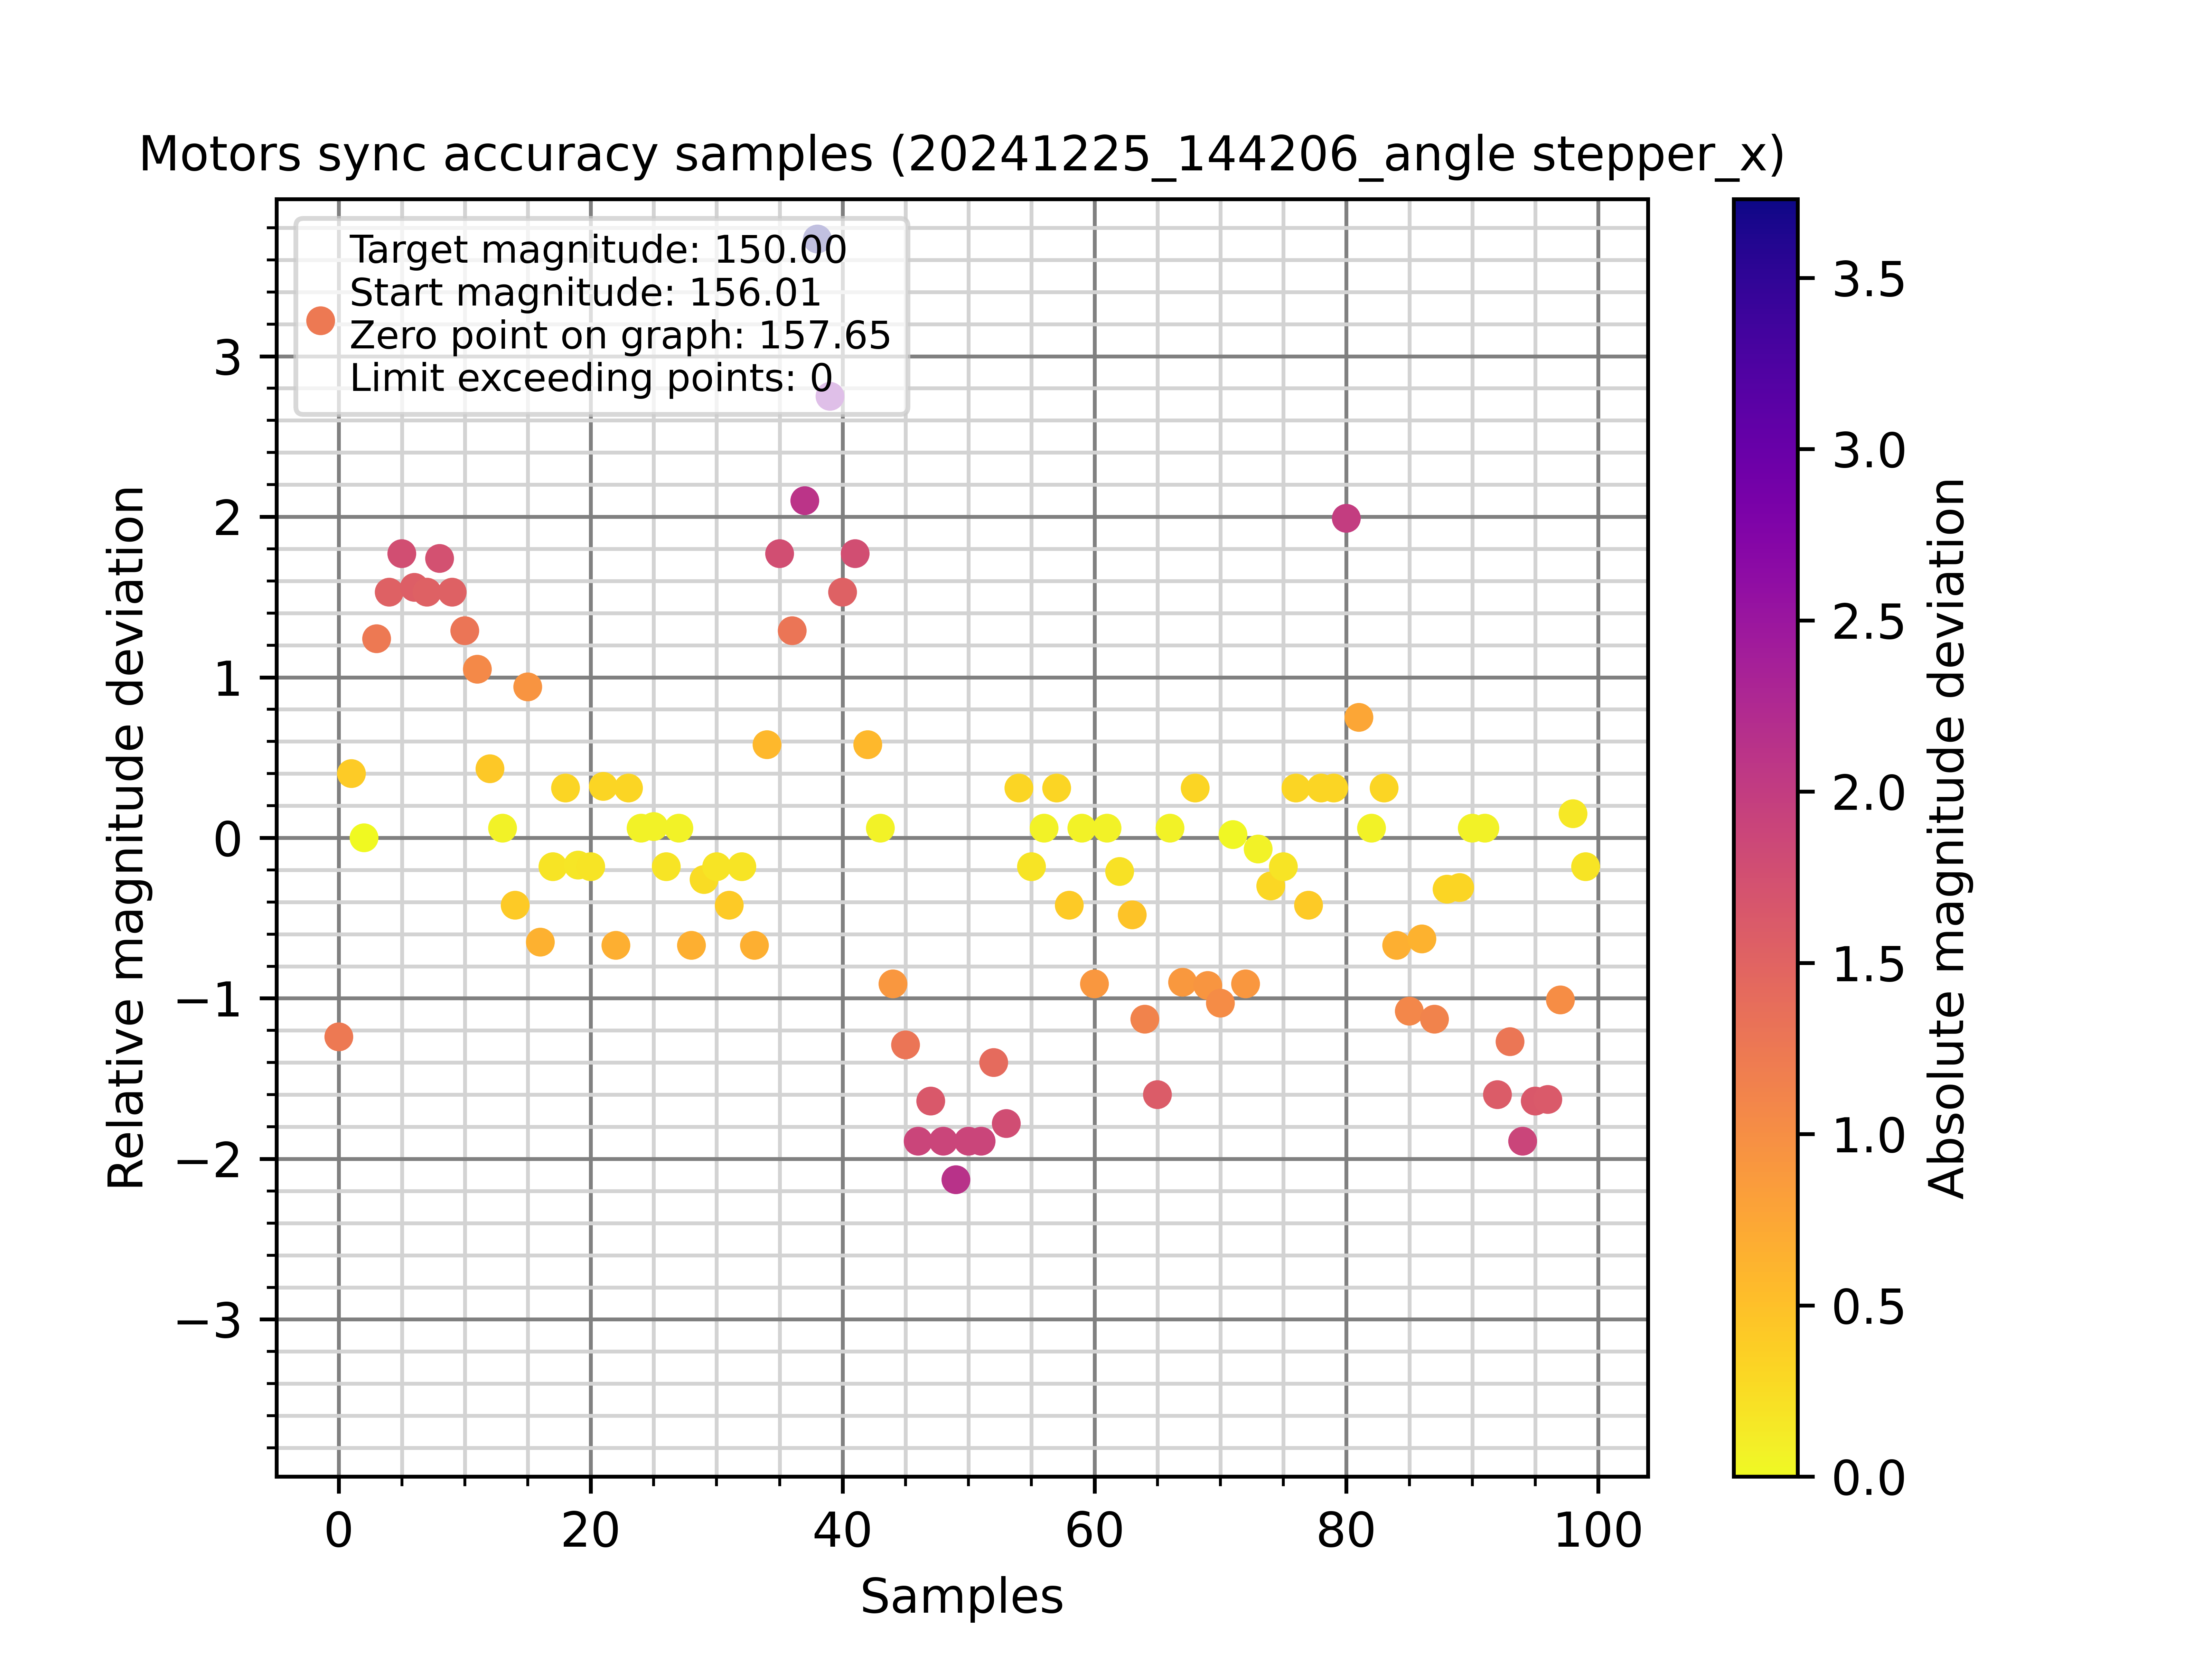 Motors sync accuracy samples (20241225_144206_angle stepper_x)
Target magnitude: 150.00
Start magnitude: 156.01
Zero point on graph: 157.65
Limit exceeding points: 0
Relative magnitude deviation
3
2
1
0
−1
−2
−3
0 20 40 60 80 100
Samples
3.5
3.0
2.5
2.0
1.5
1.0
0.5
0.0
Absolute magnitude deviation